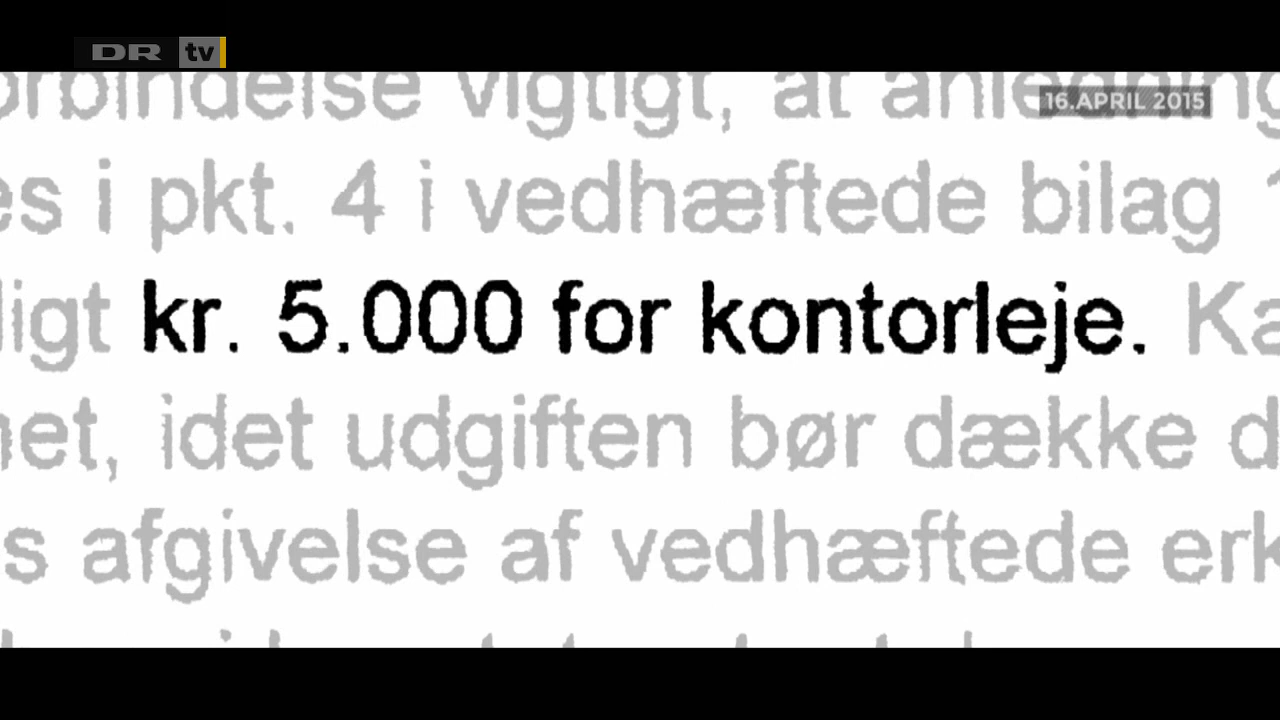 DR tv
vigtigt, at
16.APRIL 2015
i pkt. 4 i vedhæftede bilag
kr. 5.000 for kontorleje.
idet udgiften bør dække
afgivelse af vedhæftede